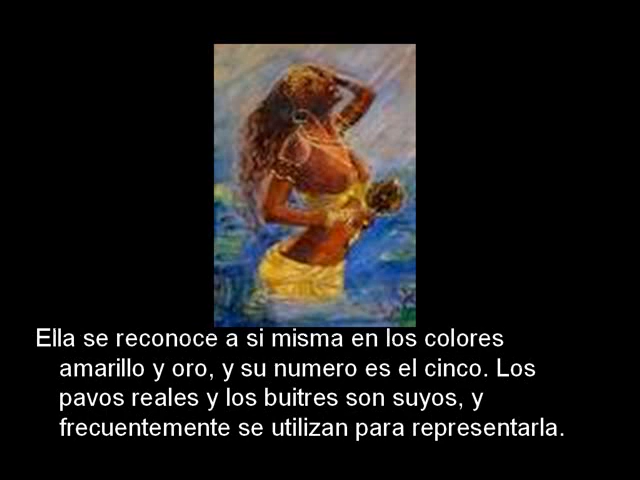 Ella se reconoce a si misma en los colores
amarillo y oro, y su numero es el cinco. Los
pavos reales y los buitres son suyos, y
frecuentemente se utilizan para representarla.